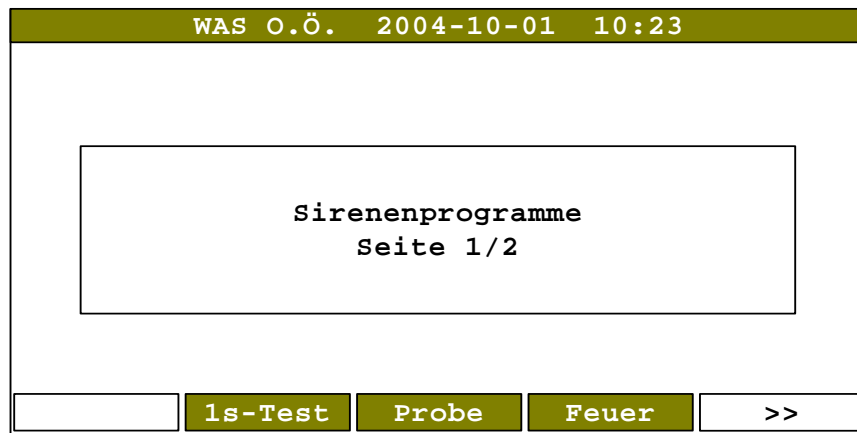 WAS O.Ö. 2004-10-01 10:23
Sirenenprogramme
Seite 1/2
1s-Test Probe Feuer >>